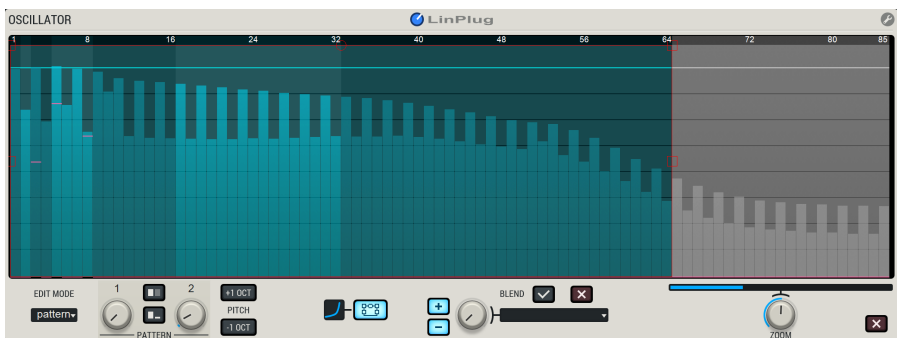 OSCILLATOR
LinPlug
1 8 16 24 32 40 48 56 64 72 80 85
EDIT MODE
pattern
1 2
PATTERN
+1 OCT
PITCH
-1 OCT
+
−
BLEND
ZOOM